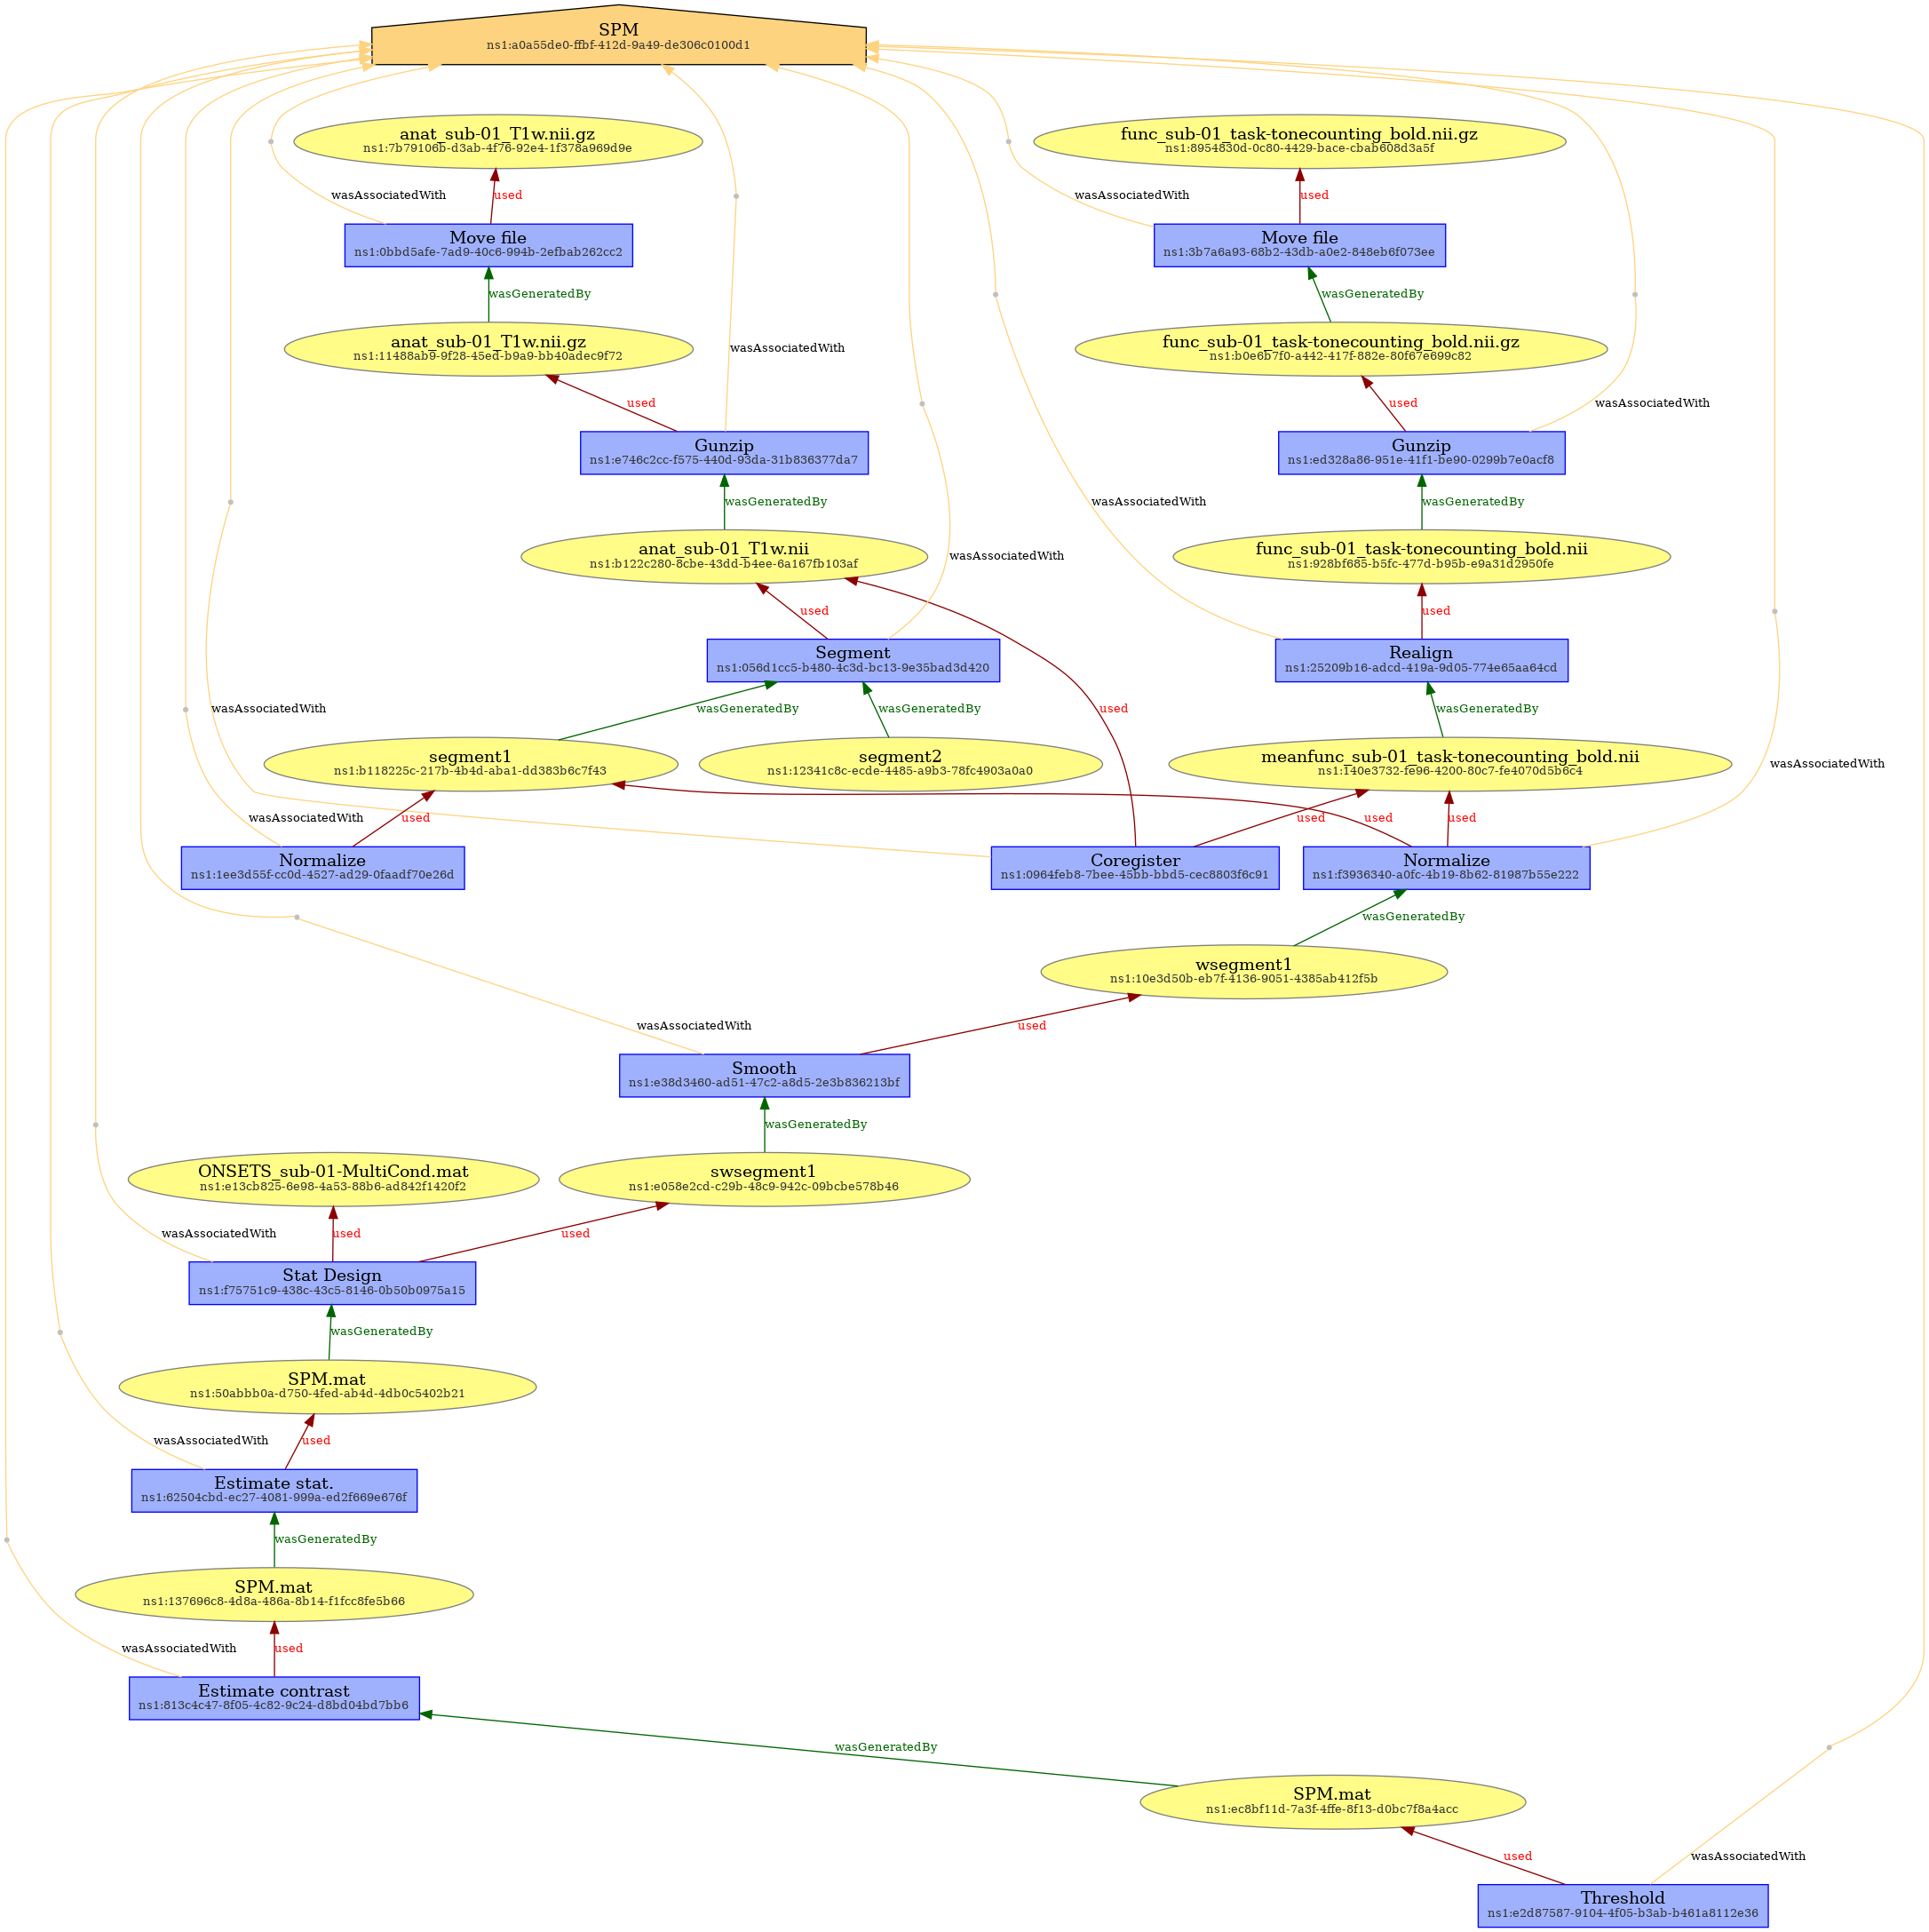 SPM
ns1:a0a55de0-ffbf-412d-9a49-de306c0100d1
anat_sub-01_T1w.nii.gz
ns1:7b79106b-d3ab-4f76-92e4-1f378a969d9e
func_sub-01_task-tonecounting_bold.nii.gz
ns1:8954830d-0c80-4429-bace-cbab608d3a5f
wasAssociatedWith
used
wasAssociatedWith
used
Move file
ns1:0bbd5afe-7ad9-40c6-994b-2efbab262cc2
Move file
ns1:3b7a6a93-68b2-43db-a0e2-848eb6f073ee
wasGeneratedBy
wasGeneratedBy
anat_sub-01_T1w.nii.gz
ns1:11488ab9-9f28-45ed-b9a9-bb40adec9f72
wasAssociatedWith
func_sub-01_task-tonecounting_bold.nii.gz
ns1:b0e6b7f0-a442-417f-882e-80f67e699c82
used
used
wasAssociatedWith
Gunzip
ns1:e746c2cc-f575-440d-93da-31b836377da7
Gunzip
ns1:ed328a86-951e-41f1-be90-0299b7e0acf8
wasGeneratedBy
wasAssociatedWith
wasGeneratedBy
anat_sub-01_T1w.nii
ns1:b122c280-8cbe-43dd-b4ee-6a167fb103af
wasAssociatedWith
func_sub-01_task-tonecounting_bold.nii
ns1:928bf685-b5fc-477d-b95b-e9a31d2950fe
used
used
Segment
ns1:056d1cc5-b480-4c3d-bc13-9e35bad3d420
Realign
ns1:25209b16-adcd-419a-9d05-774e65aa64cd
wasAssociatedWith
wasGeneratedBy
wasGeneratedBy
used
wasGeneratedBy
segment1
ns1:b118225c-217b-4b4d-aba1-dd383b6c7f43
segment2
ns1:12341c8c-ecde-4485-a9b3-78fc4903a0a0
meanfunc_sub-01_task-tonecounting_bold.nii
ns1:140e3732-fe96-4200-80c7-fe4070d5b6c4
wasAssociatedWith
wasAssociatedWith
used
used
used
used
Normalize
ns1:1ee3d55f-cc0d-4527-ad29-0faadf70e26d
Coregister
ns1:0964feb8-7bee-45bb-bbd5-cec8803f6c91
Normalize
ns1:f3936340-a0fc-4b19-8b62-81987b55e222
wasGeneratedBy
wsegment1
ns1:10e3d50b-eb7f-4136-9051-4385ab412f5b
wasAssociatedWith
used
Smooth
ns1:e38d3460-ad51-47c2-a8d5-2e3b836213bf
wasGeneratedBy
ONSETS_sub-01-MultiCond.mat
ns1:e13cb825-6e98-4a53-88b6-ad842f1420f2
swsegment1
ns1:e058e2cd-c29b-48c9-942c-09bcbe578b46
wasAssociatedWith
used
used
Stat Design
ns1:f75751c9-438c-43c5-8146-0b50b0975a15
wasGeneratedBy
SPM.mat
ns1:50abbb0a-d750-4fed-ab4d-4db0c5402b21
wasAssociatedWith
used
Estimate stat.
ns1:62504cbd-ec27-4081-999a-ed2f669e676f
wasGeneratedBy
SPM.mat
ns1:137696c8-4d8a-486a-8b14-f1fcc8fe5b66
wasAssociatedWith
used
Estimate contrast
ns1:813c4c47-8f05-4c82-9c24-d8bd04bd7bb6
wasGeneratedBy
SPM.mat
ns1:ec8bf11d-7a3f-4ffe-8f13-d0bc7f8a4acc
used
wasAssociatedWith
Threshold
ns1:e2d87587-9104-4f05-b3ab-b461a8112e36